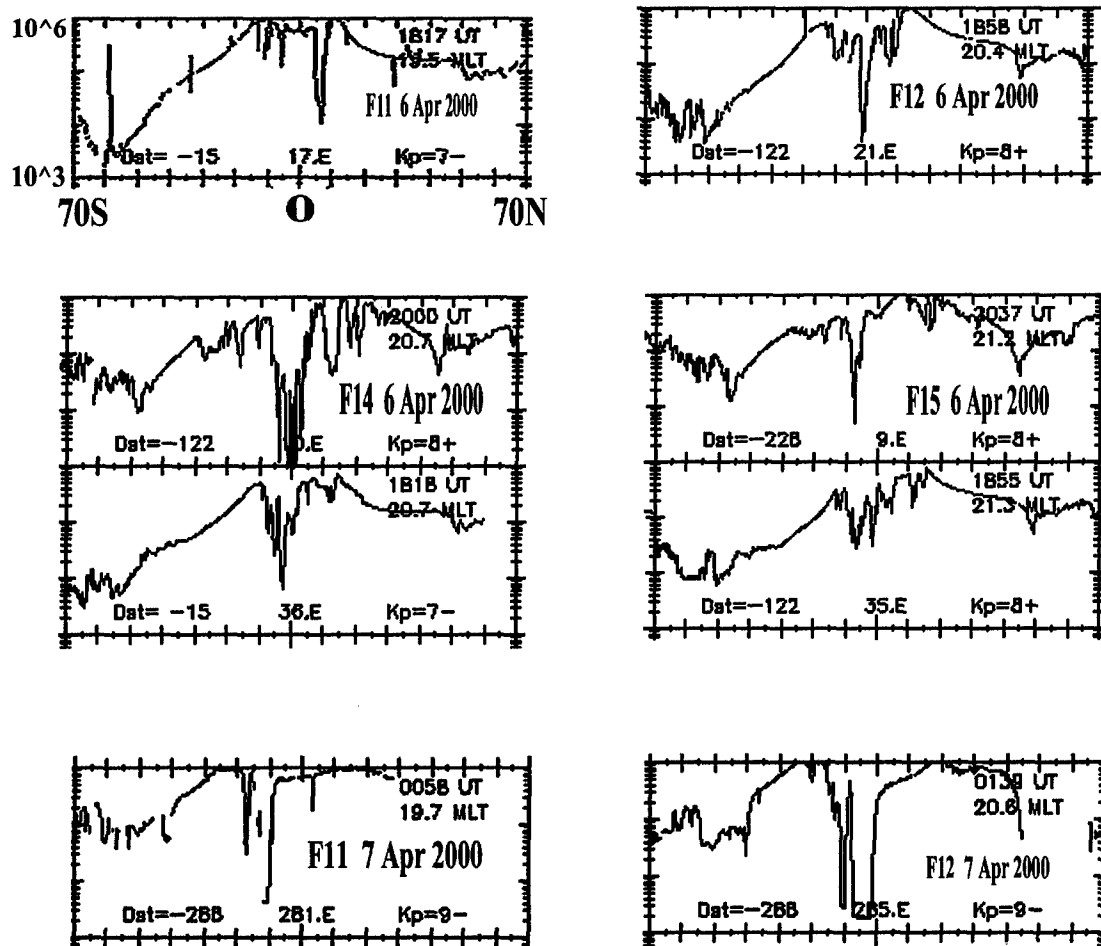 10^6
1817 UT
19.5 MLT
F11 6 Apr 2000
Dst= -15 17.E Kp=7-
10^3
70S O 70N
1858 UT
20.4 MLT
F12 6 Apr 2000
Dst=-122 21.E Kp=8+
2000 UT
20.7 MLT
F14 6 Apr 2000
Dst=-122 0.E Kp=8+
1818 UT
20.7 MLT
Dst= -15 36.E Kp=7-
2037 UT
21.2 MLT
F15 6 Apr 2000
Dst=-228 9.E Kp=8+
1855 UT
21.3 MLT
Dst=-122 35.E Kp=8+
0058 UT
19.7 MLT
F11 7 Apr 2000
Dst=-288 281.E Kp=9-
0139 UT
20.6 MLT
F12 7 Apr 2000
Dst=-288 285.E Kp=9-